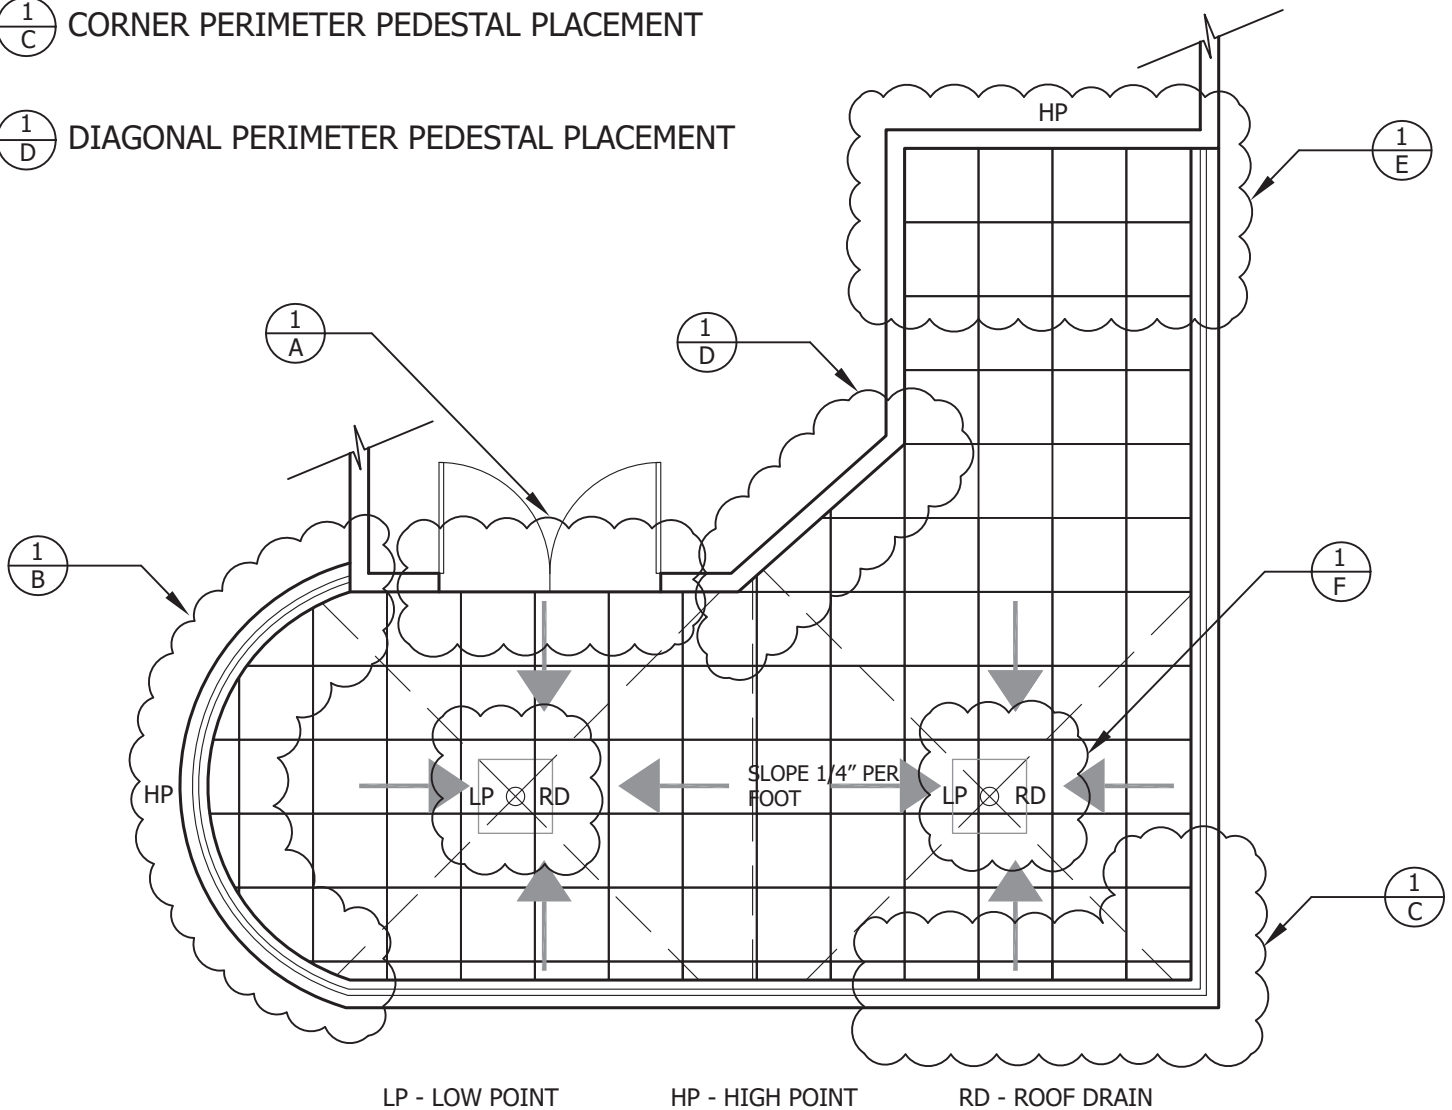 1
C
CORNER PERIMETER PEDESTAL PLACEMENT
HP
1
D
DIAGONAL PERIMETER PEDESTAL PLACEMENT
1
E
1
A
1
D
1
B
1
F
SLOPE 1/4" PER
FOOT
HP
LP
RD
LP
RD
1
C
LP - LOW POINT
HP - HIGH POINT
RD - ROOF DRAIN